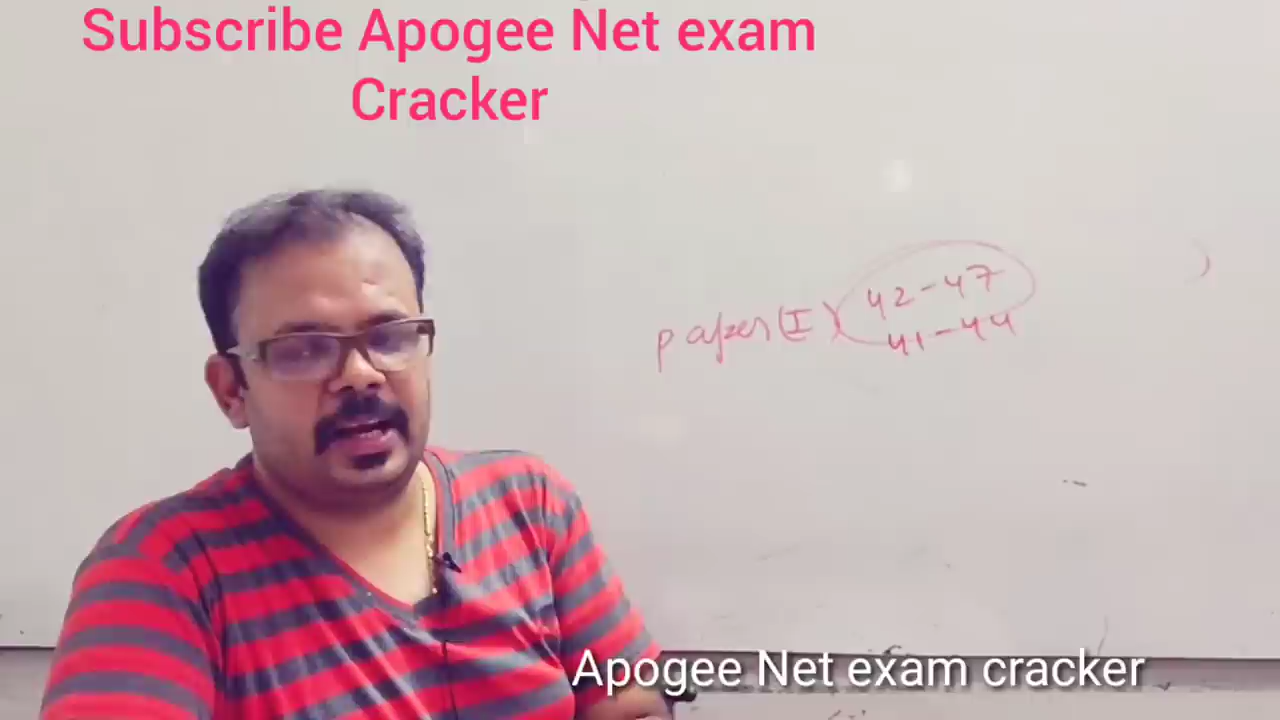 Subscribe Apogee Net exam
Cracker
paper(I) 42-47
41-44
Apogee Net exam cracker